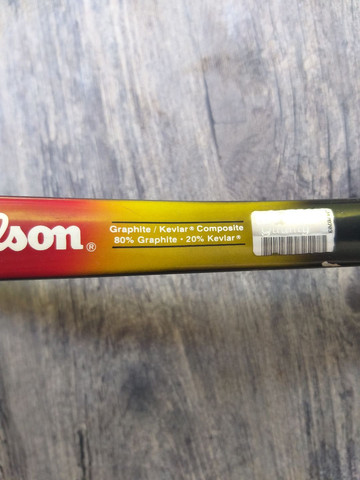 lson®
Graphite / Kevlar® Composite
80% Graphite · 20% Kevlar®